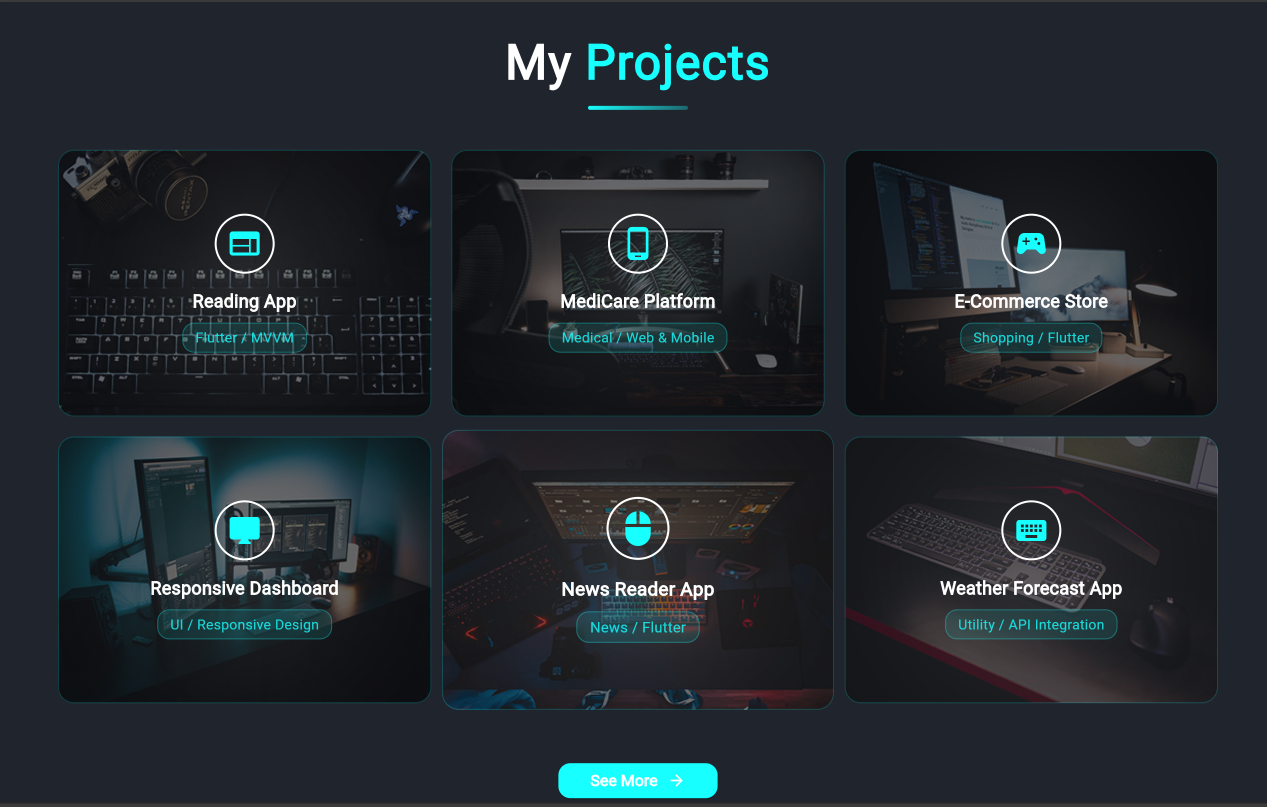 My Projects
Reading App
Flutter / MVVM
MediCare Platform
Medical / Web & Mobile
E-Commerce Store
Shopping / Flutter
Responsive Dashboard
UI / Responsive Design
News Reader App
News / Flutter
Weather Forecast App
Utility / API Integration
See More →